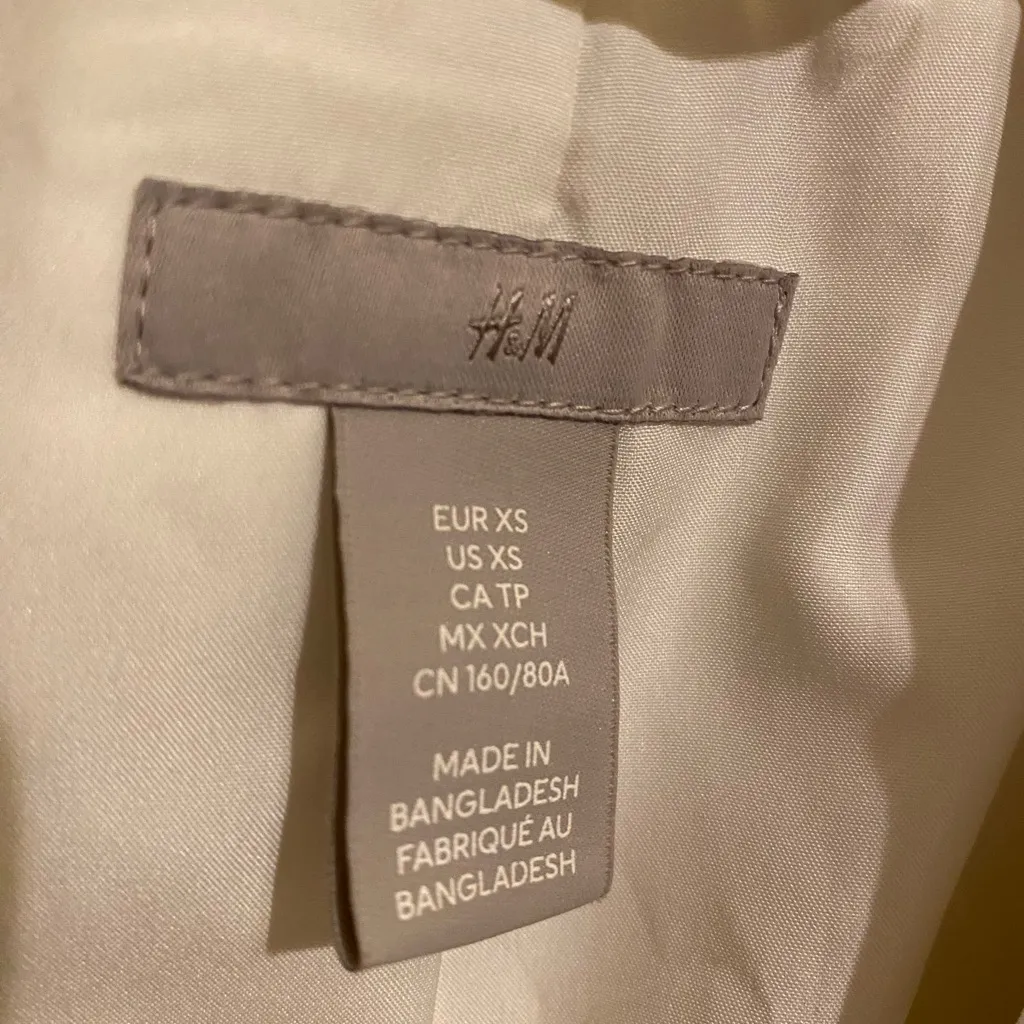 H&M
EUR XS
US XS
CA TP
MX XCH
CN 160/80A
MADE IN
BANGLADESH
FABRIQUÉ AU
BANGLADESH